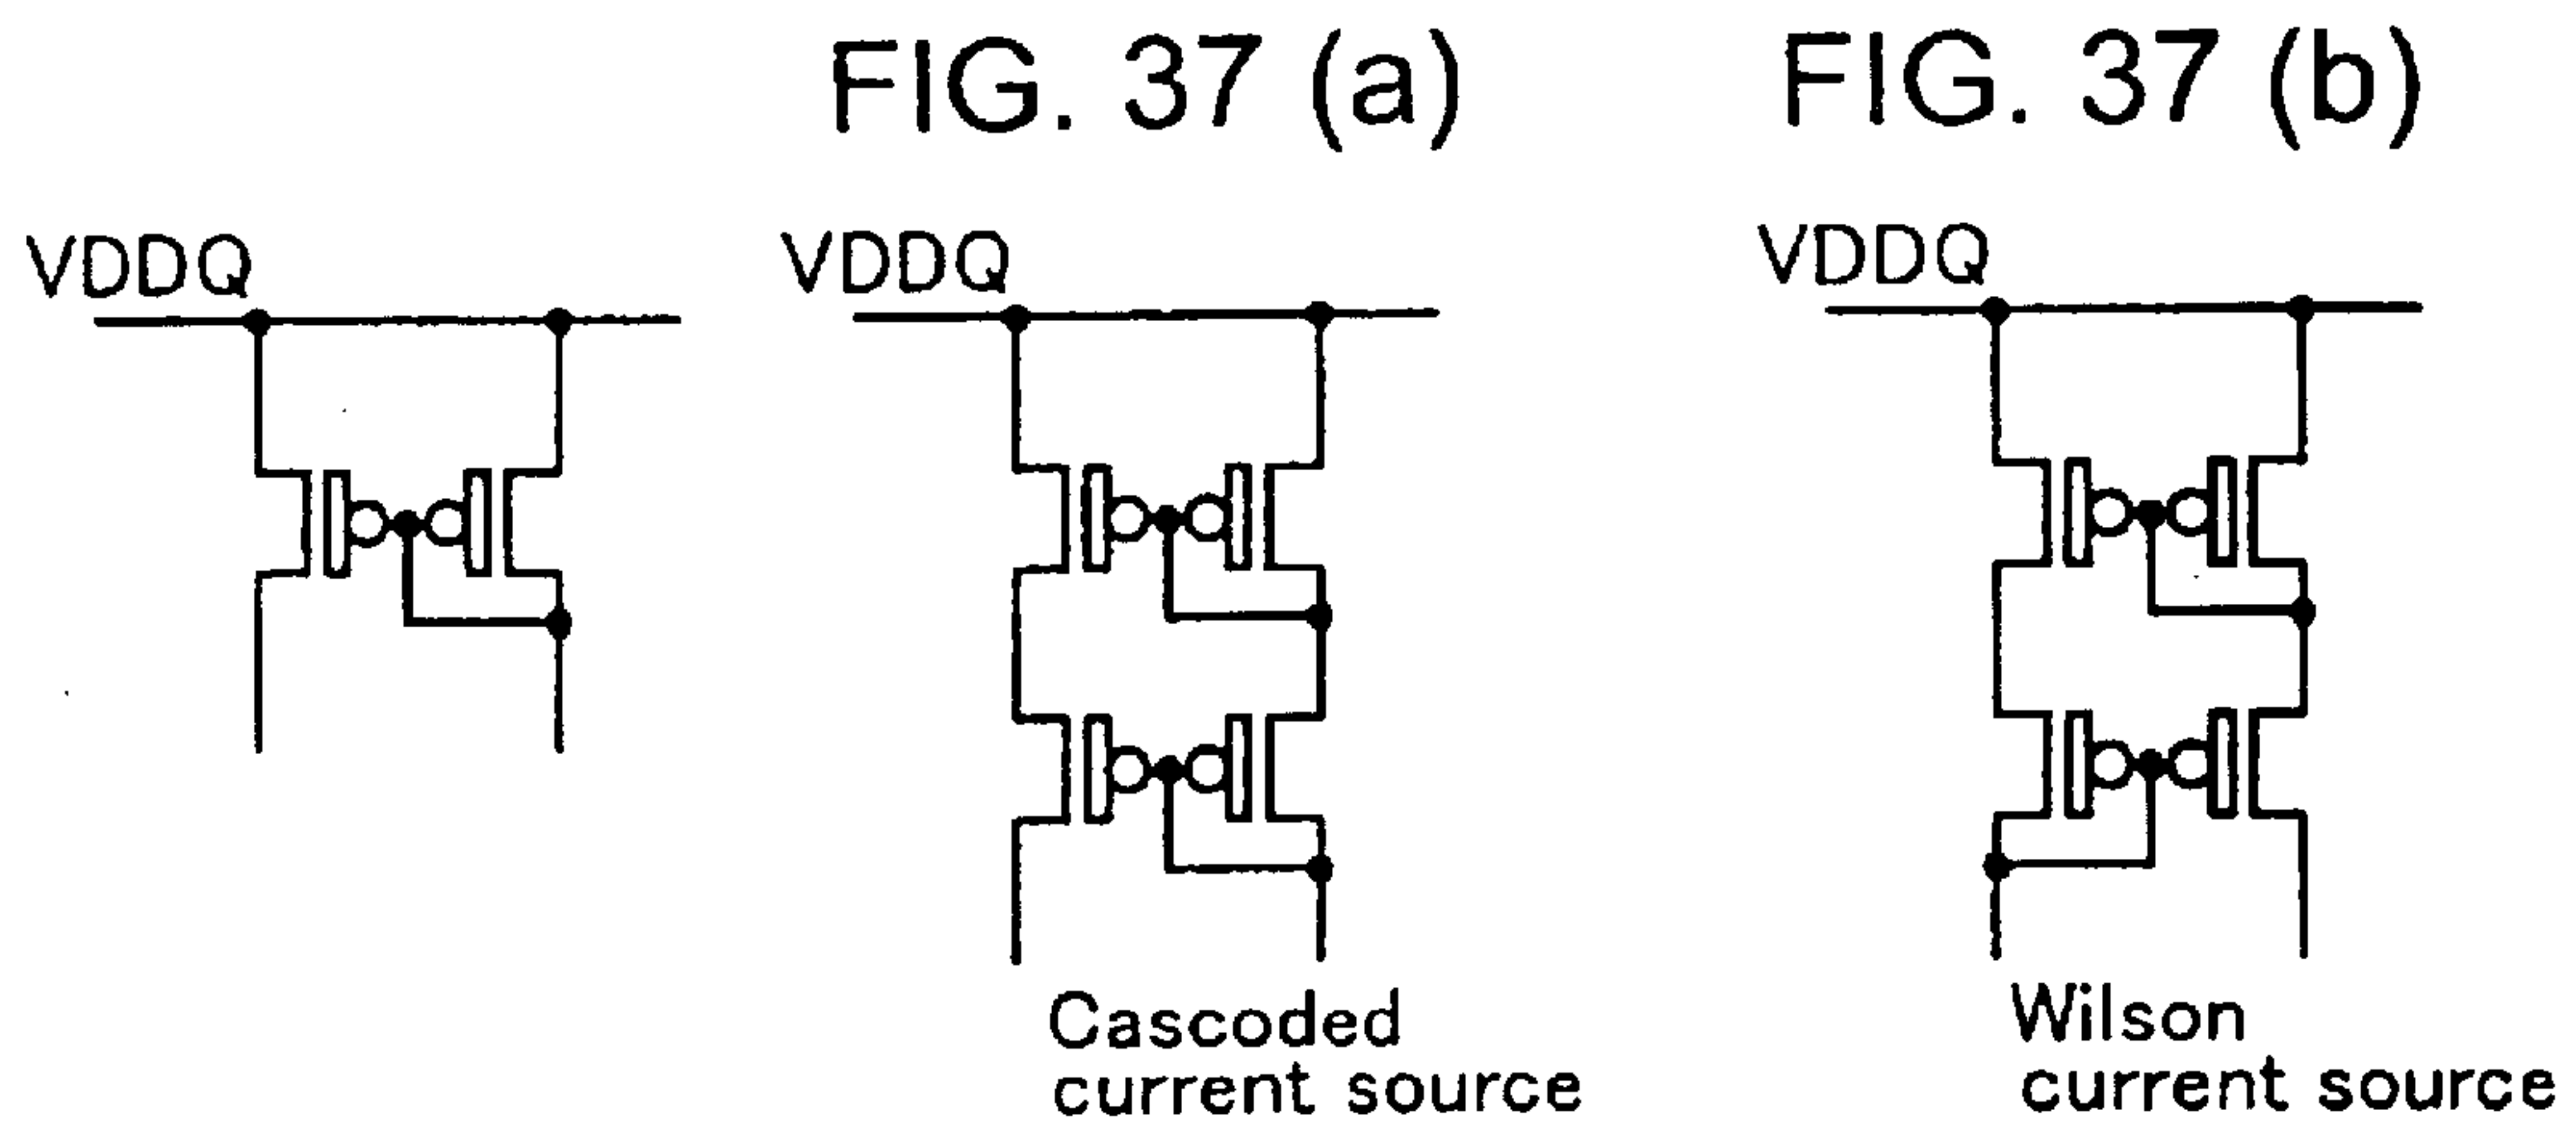 FIG. 37 (a)
FIG. 37 (b)
VDDQ
VDDQ
VDDQ
Cascoded
current source
Wilson
current source